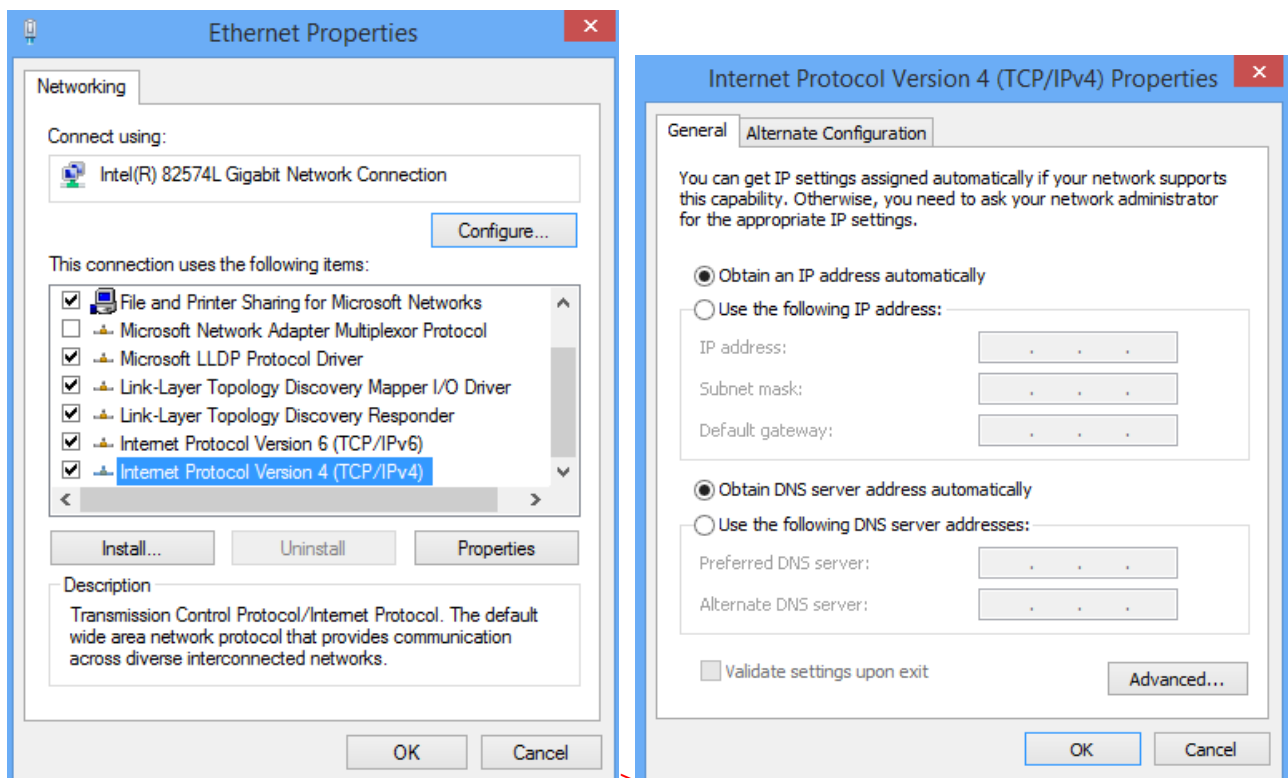 Ethernet Properties
Networking
Connect using:
Intel(R) 82574L Gigabit Network Connection
Configure...
This connection uses the following items:
File and Printer Sharing for Microsoft Networks
Microsoft Network Adapter Multiplexor Protocol
Microsoft LLDP Protocol Driver
Link-Layer Topology Discovery Mapper I/O Driver
Link-Layer Topology Discovery Responder
Internet Protocol Version 6 (TCP/IPv6)
Internet Protocol Version 4 (TCP/IPv4)
Install... Uninstall Properties
Description
Transmission Control Protocol/Internet Protocol. The default
wide area network protocol that provides communication
across diverse interconnected networks.
OK Cancel
Internet Protocol Version 4 (TCP/IPv4) Properties
General Alternate Configuration
You can get IP settings assigned automatically if your network supports
this capability. Otherwise, you need to ask your network administrator
for the appropriate IP settings.
Obtain an IP address automatically
Use the following IP address:
IP address: . . .
Subnet mask: . . .
Default gateway: . . .
Obtain DNS server address automatically
Use the following DNS server addresses:
Preferred DNS server: . . .
Alternate DNS server: . . .
Validate settings upon exit
Advanced...
OK Cancel